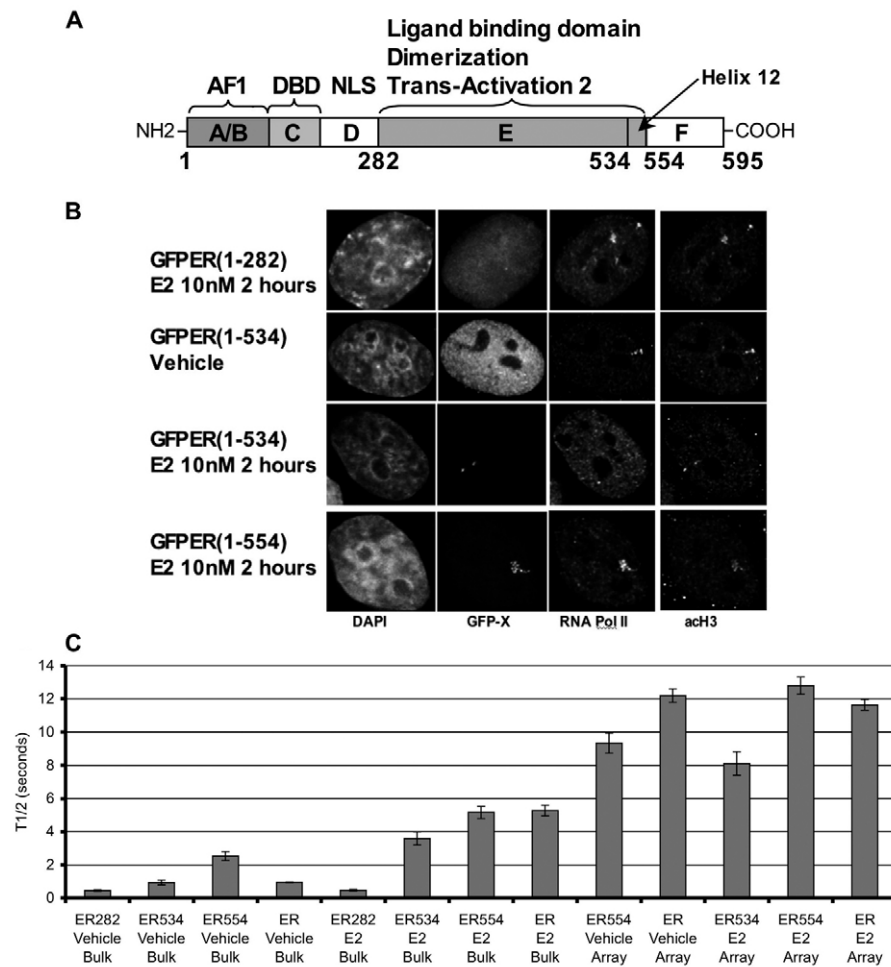 A
Ligand binding domain
Dimerization
AF1 DBD NLS Trans-Activation 2
Helix 12
NH2 A/B C D E F COOH
1 282 534 554 595
B
GFPER(1-282)
E2 10nM 2 hours
GFPER(1-534)
Vehicle
GFPER(1-534)
E2 10nM 2 hours
GFPER(1-554)
E2 10nM 2 hours
DAPI GFP-X RNA Pol II acH3
C
14
12
10
8
6
4
2
0
T1/2 (seconds)
ER282 ER534 ER554 ER ER282 ER534 ER554 ER ER554 ER ER534 ER554 ER
Vehicle Vehicle Vehicle Vehicle E2 E2 E2 E2 Vehicle Vehicle E2 E2 E2
Bulk Bulk Bulk Bulk Bulk Bulk Bulk Bulk Array Array Array Array Array